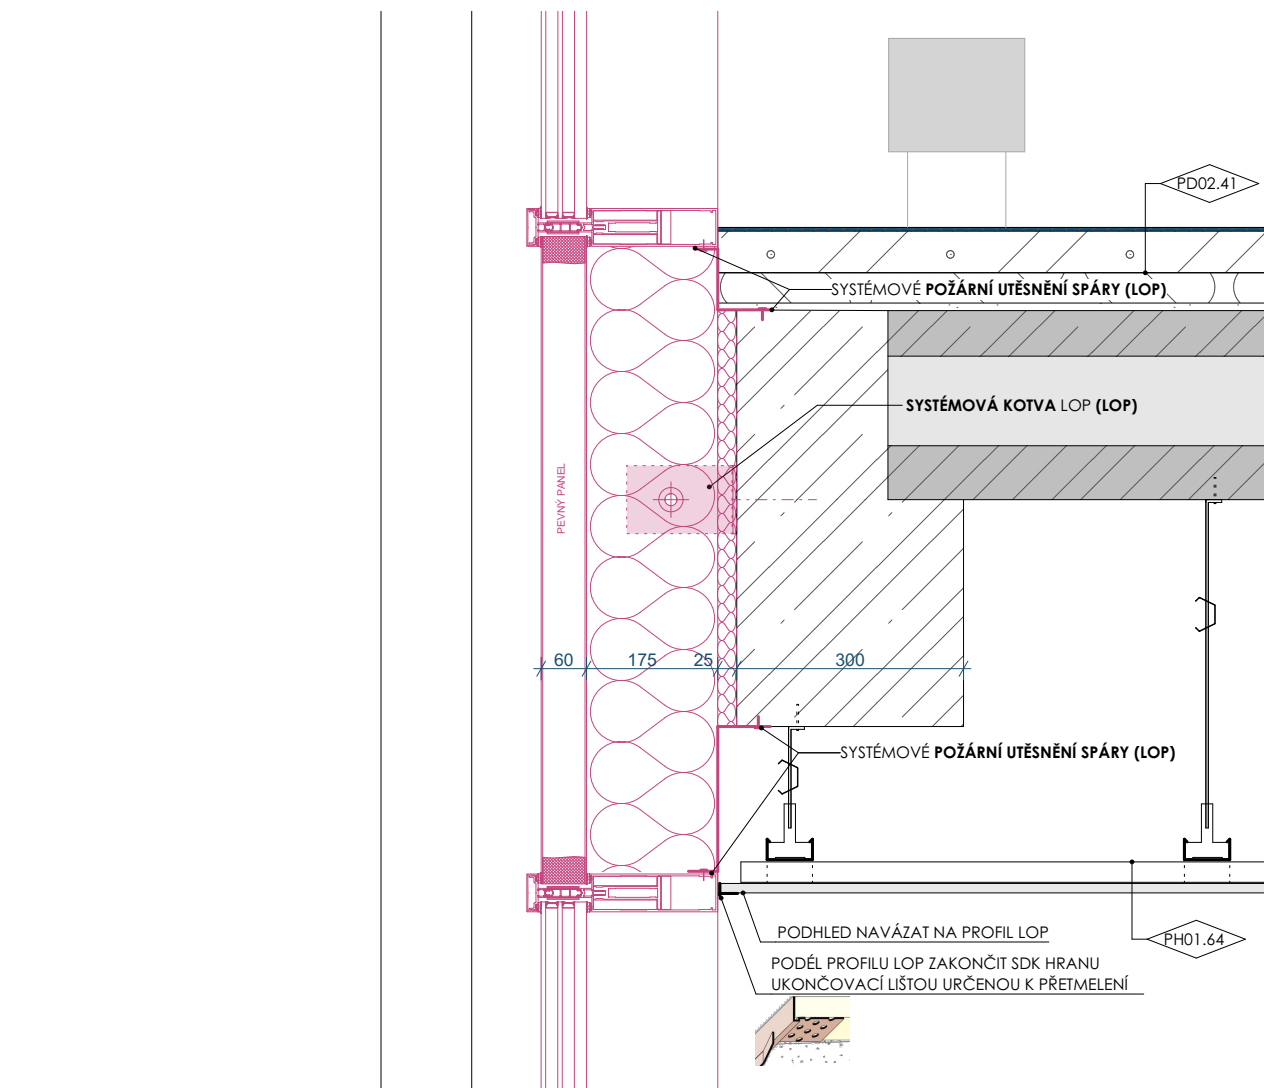 PD02.41
SYSTÉMOVÉ POŽÁRNÍ UTĚSNĚNÍ SPÁRY (LOP)
SYSTÉMOVÁ KOTVA LOP (LOP)
PEVNÝ PANEL
60 175 25 300
SYSTÉMOVÉ POŽÁRNÍ UTĚSNĚNÍ SPÁRY (LOP)
PODHLED NAVÁZAT NA PROFIL LOP
PH01.64
PODÉL PROFILU LOP ZAKONČIT SDK HRANU
UKONČOVACÍ LIŠTOU URČENOU K PŘETMELENÍ